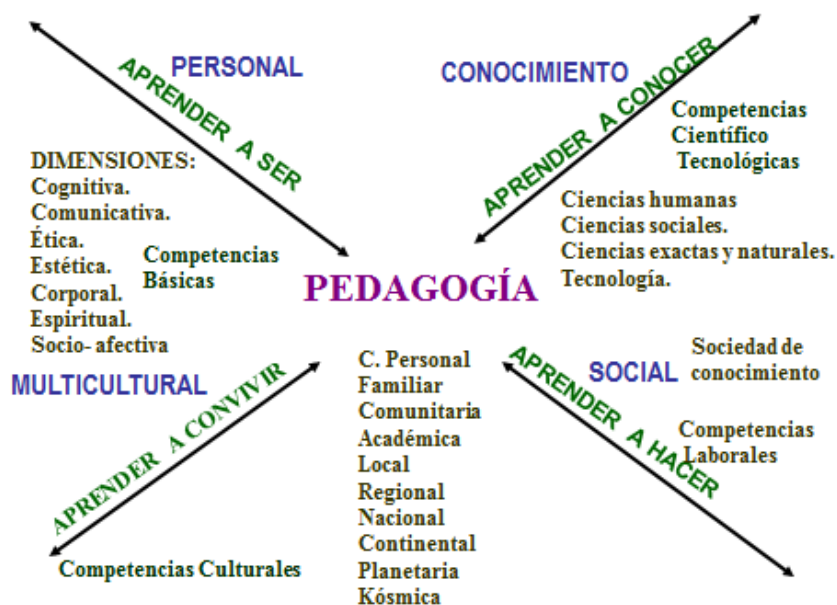 PERSONAL
APRENDER A SER
DIMENSIONES:
Cognitiva.
Comunicativa.
Ética.
Estética.
Corporal.
Espiritual.
Socio- afectiva
Competencias
Básicas
CONOCIMIENTO
APRENDER A CONOCER
Competencias
Científico
Tecnológicas
Ciencias humanas
Ciencias sociales.
Ciencias exactas y naturales.
Tecnología.
PEDAGOGÍA
MULTICULTURAL
APRENDER A CONVIVIR
Competencias Culturales
C. Personal
Familiar
Comunitaria
Académica
Local
Regional
Nacional
Continental
Planetaria
Kósmica
SOCIAL
APRENDER A HACER
Sociedad de
conocimiento
Competencias
Laborales